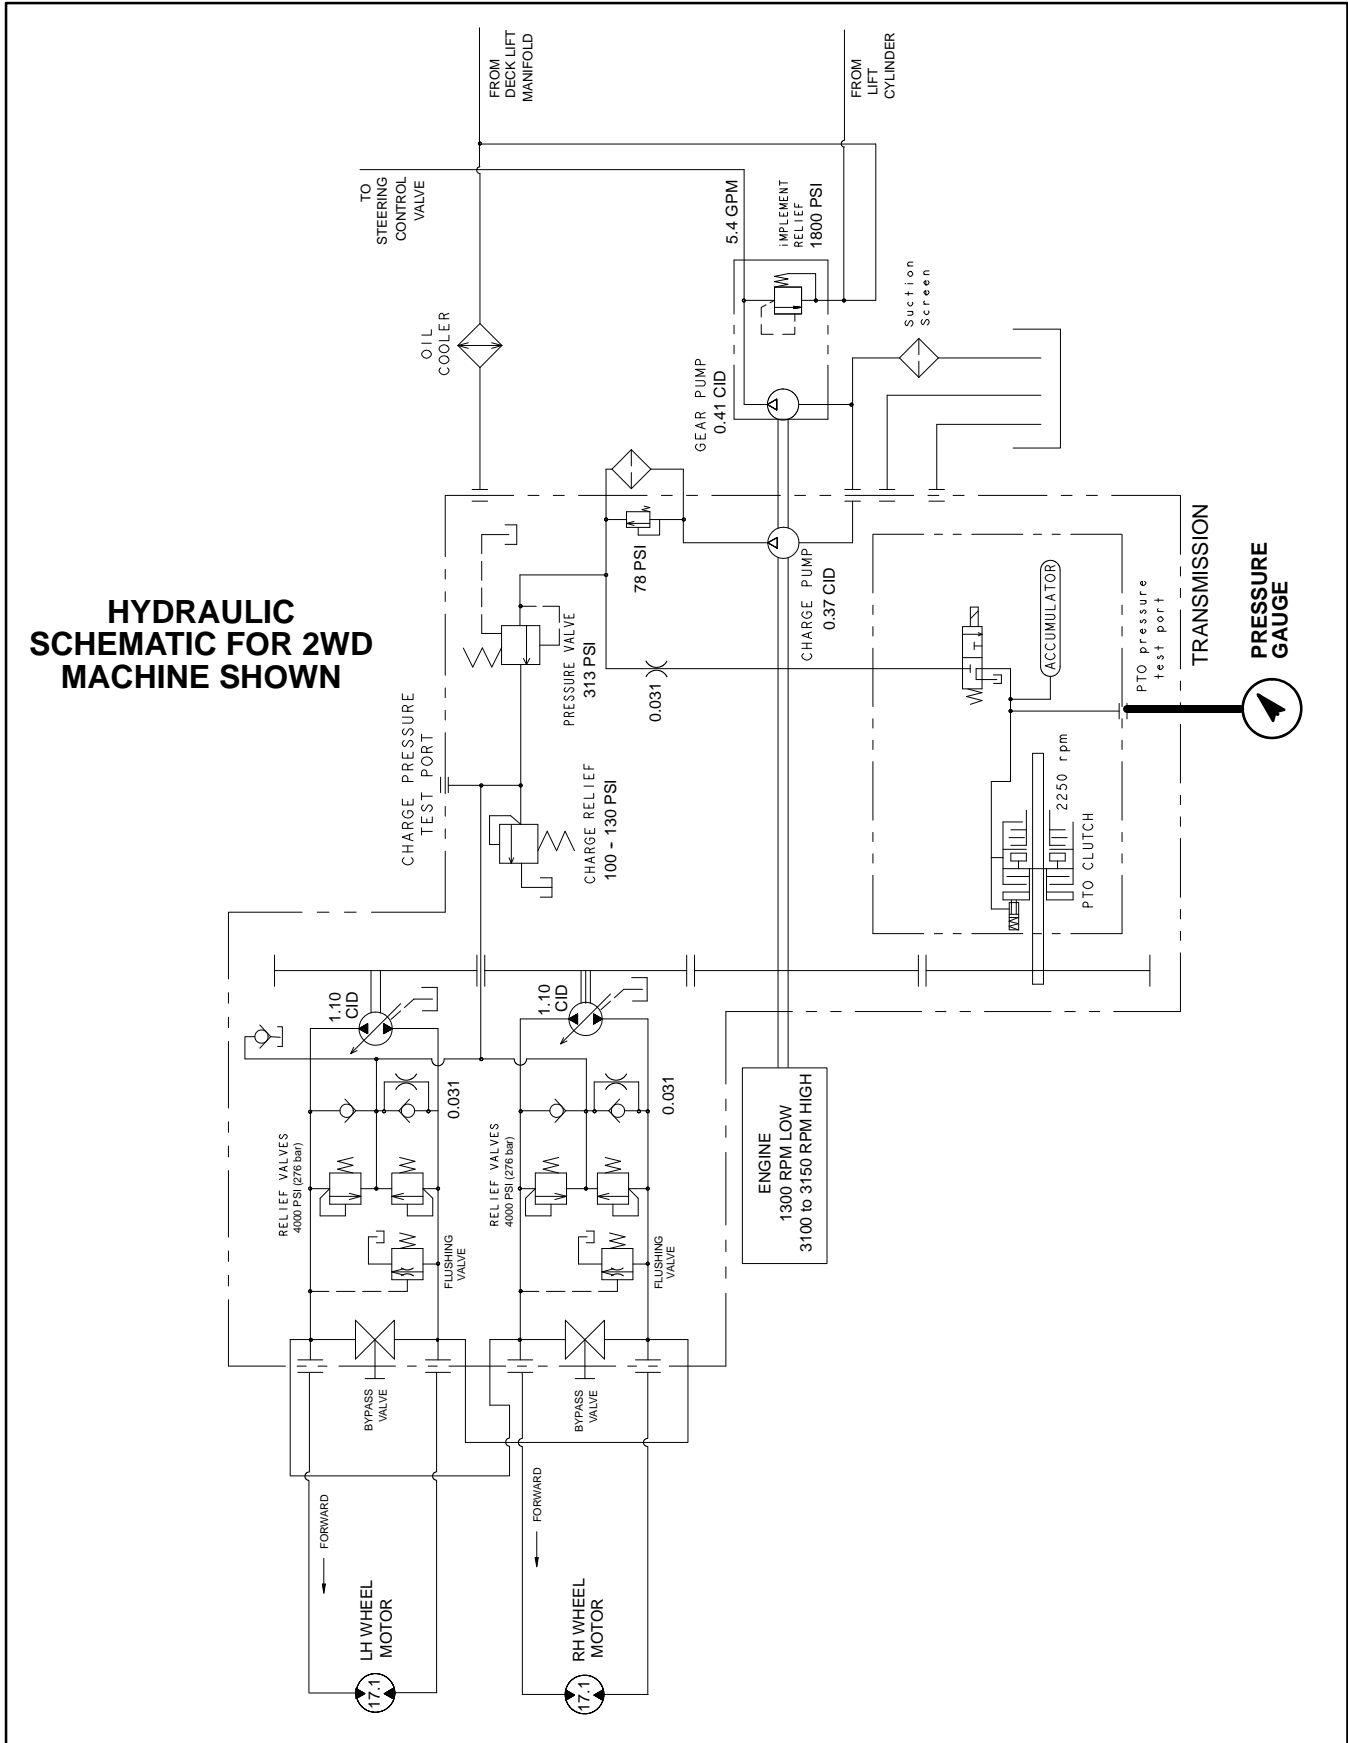 HYDRAULIC
SCHEMATIC FOR 2WD
MACHINE SHOWN
FROM
DECK LIFT
MANIFOLD
FROM
LIFT
CYLINDER
TO
STEERING
CONTROL
VALVE
5.4 GPM
iMPLEMENT
RELIEF
1800 PSI
OIL
COOLER
Suction
Screen
GEAR PUMP
0.41 CID
78 PSI
CHARGE PUMP
0.37 CID
PRESSURE VALVE
313 PSI
0.031
CHARGE PRESSURE
TEST PORT
CHARGE RELIEF
100 - 130 PSI
ACCUMULATOR
PTO pressure
test port
TRANSMISSION
PRESSURE
GAUGE
2250 rpm
PTO CLUTCH
1.10
CID
1.10
CID
0.031
0.031
RELIEF VALVES
4000 PSI (276 bar)
RELIEF VALVES
4000 PSI (276 bar)
FLUSHING
VALVE
FLUSHING
VALVE
ENGINE
1300 RPM LOW
3100 to 3150 RPM HIGH
BYPASS
VALVE
BYPASS
VALVE
FORWARD
FORWARD
LH WHEEL
MOTOR
RH WHEEL
MOTOR
17.1
17.1